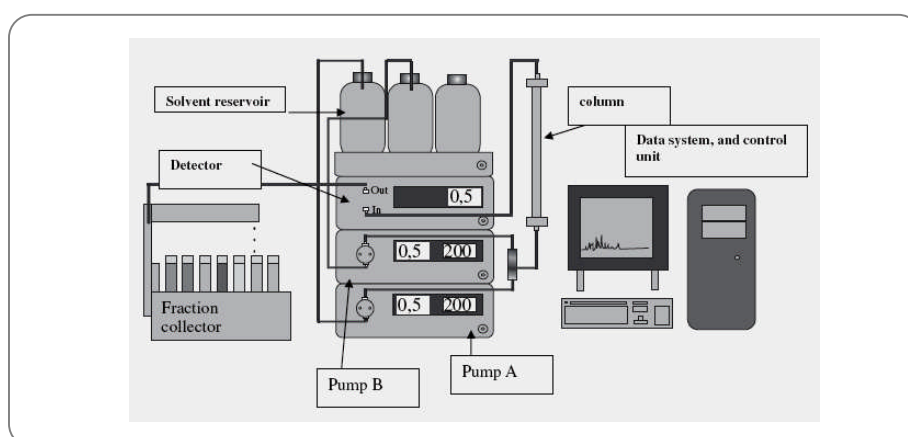 Solvent reservoir
column
Data system, and control
unit
Detector
Out
In
0,5
0,5 200
0,5 200
Fraction
collector
Pump B
Pump A